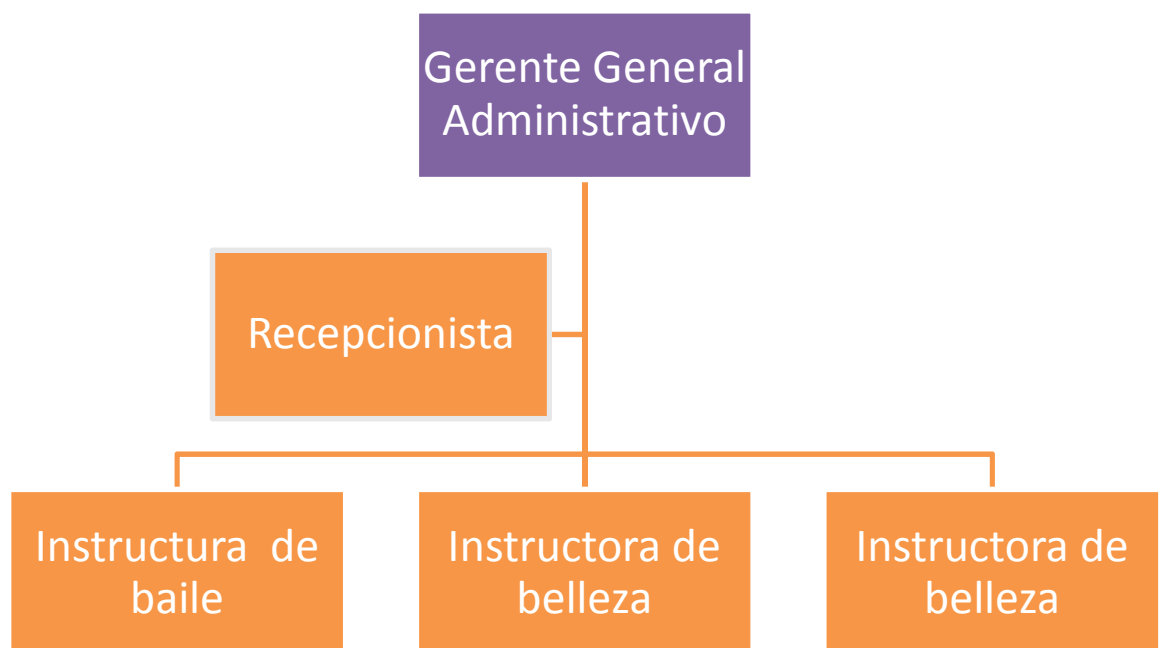 Gerente General
Administrativo
Recepcionista
Instructura de
baile
Instructora de
belleza
Instructora de
belleza